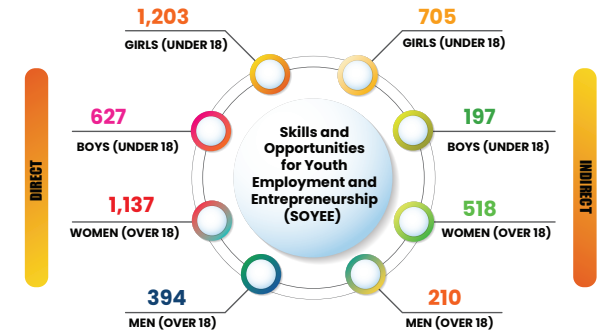 1,203
GIRLS (UNDER 18)
705
GIRLS (UNDER 18)
627
BOYS (UNDER 18)
197
BOYS (UNDER 18)
DIRECT
Skills and
Opportunities
for Youth
Employment and
Entrepreneurship
(SOYEE)
INDIRECT
1,137
WOMEN (OVER 18)
518
WOMEN (OVER 18)
394
MEN (OVER 18)
210
MEN (OVER 18)